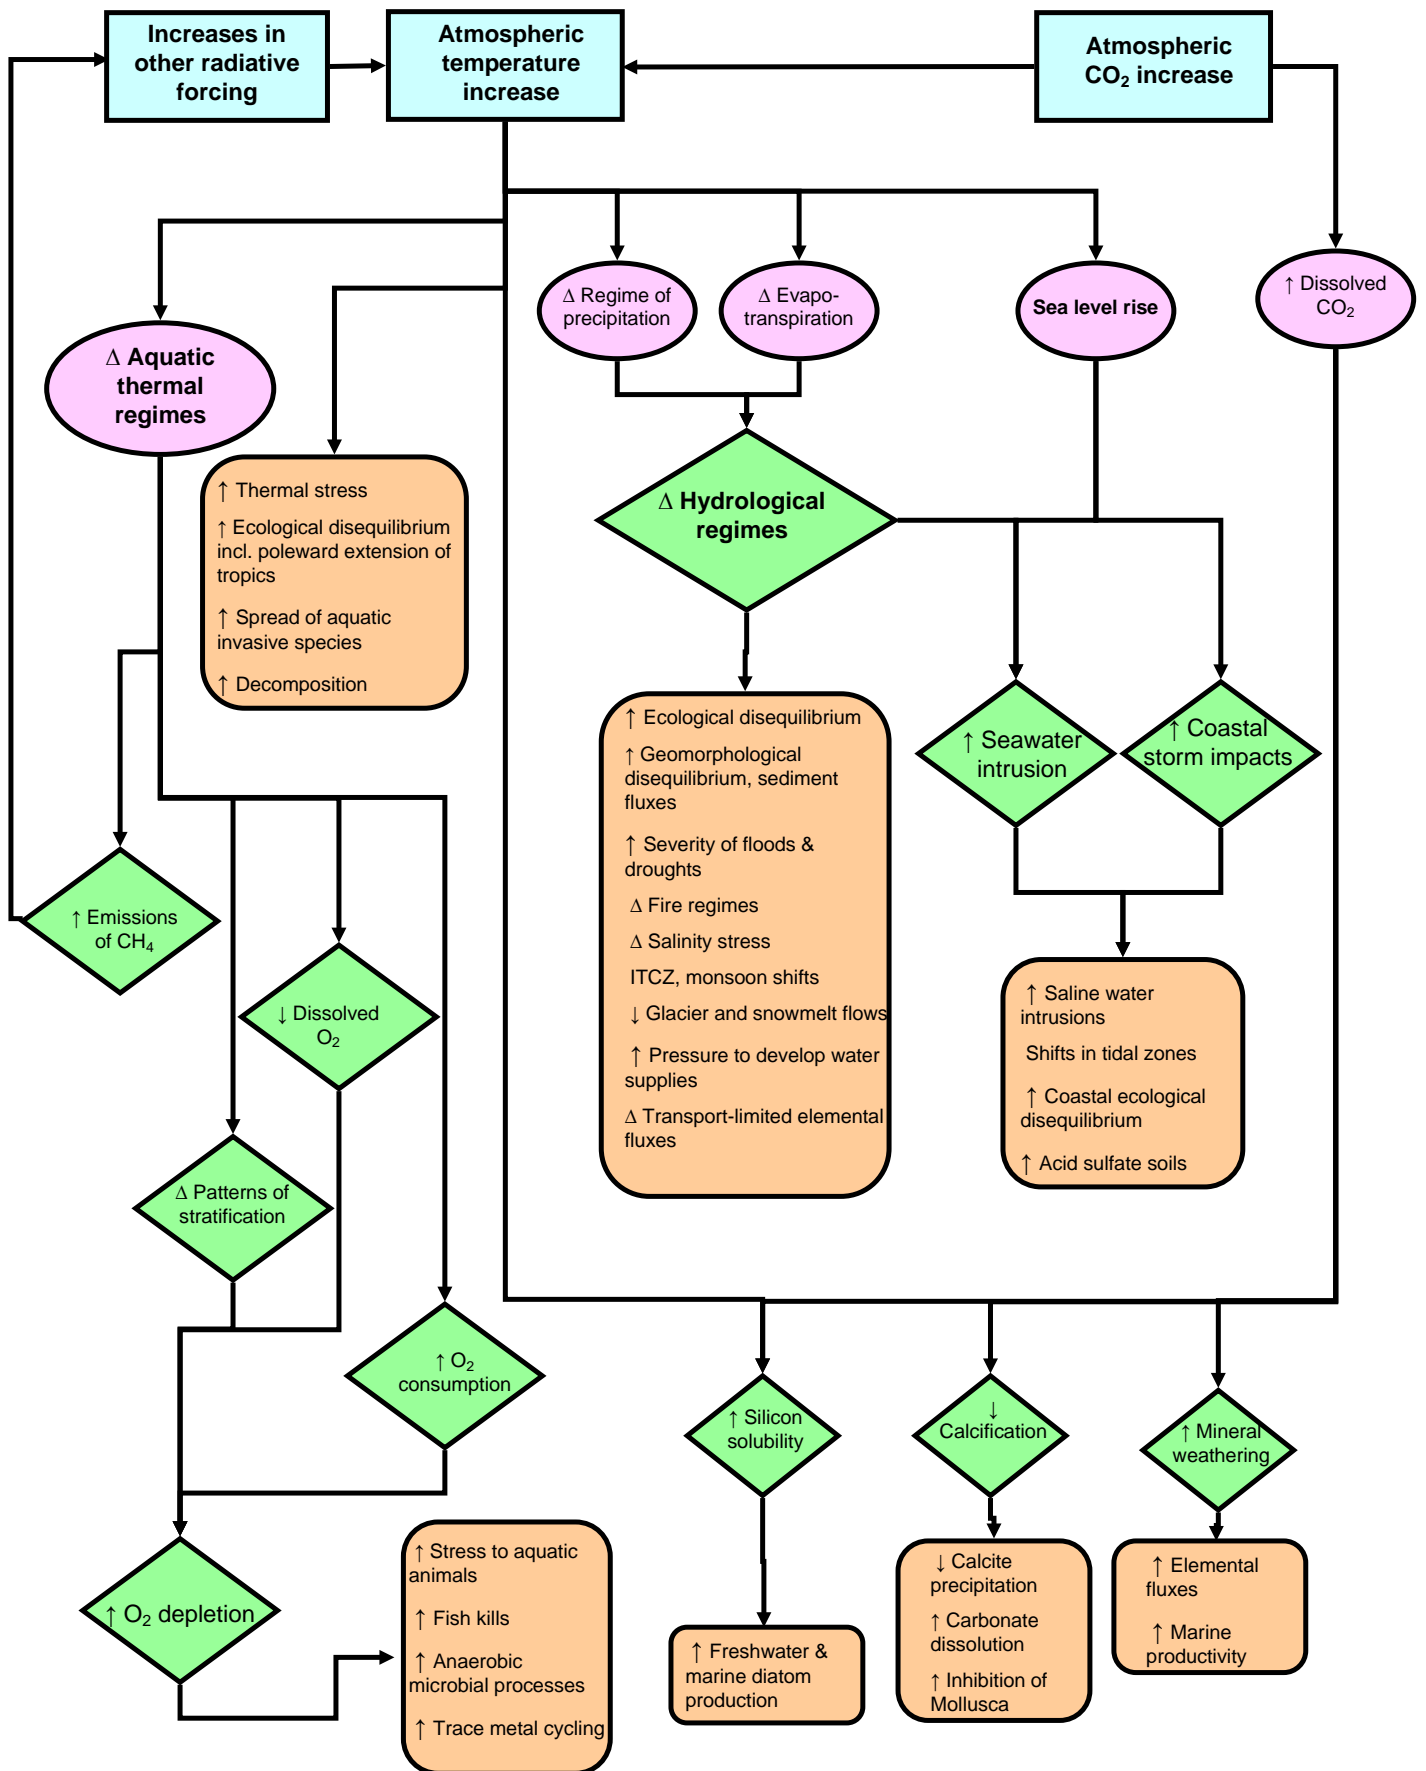 Increases in
other radiative
forcing
Atmospheric
temperature
increase
Atmospheric
CO₂ increase
Δ Regime of
precipitation
Δ Evapo-
transpiration
Sea level rise
↑ Dissolved
CO₂
Δ Aquatic
thermal
regimes
↑ Thermal stress
↑ Ecological disequilibrium
incl. poleward extension of
tropics
↑ Spread of aquatic
invasive species
↑ Decomposition
Δ Hydrological
regimes
↑ Ecological disequilibrium
↑ Geomorphological
disequilibrium, sediment
fluxes
↑ Severity of floods &
droughts
Δ Fire regimes
Δ Salinity stress
ITCZ, monsoon shifts
↓ Glacier and snowmelt flows
↑ Pressure to develop water
supplies
Δ Transport-limited elemental
fluxes
↑ Seawater
intrusion
↑ Coastal
storm impacts
↑ Emissions
of CH₄
↓ Dissolved
O₂
↑ Saline water
intrusions
Shifts in tidal zones
↑ Coastal ecological
disequilibrium
↑ Acid sulfate soils
Δ Patterns of
stratification
↑ O₂
consumption
↑ Silicon
solubility
↓
Calcification
↑ Mineral
weathering
↑ O₂ depletion
↑ Stress to aquatic
animals
↑ Fish kills
↑ Anaerobic
microbial processes
↑ Trace metal cycling
↑ Freshwater &
marine diatom
production
↓ Calcite
precipitation
↑ Carbonate
dissolution
↑ Inhibition of
Mollusca
↑ Elemental
fluxes
↑ Marine
productivity